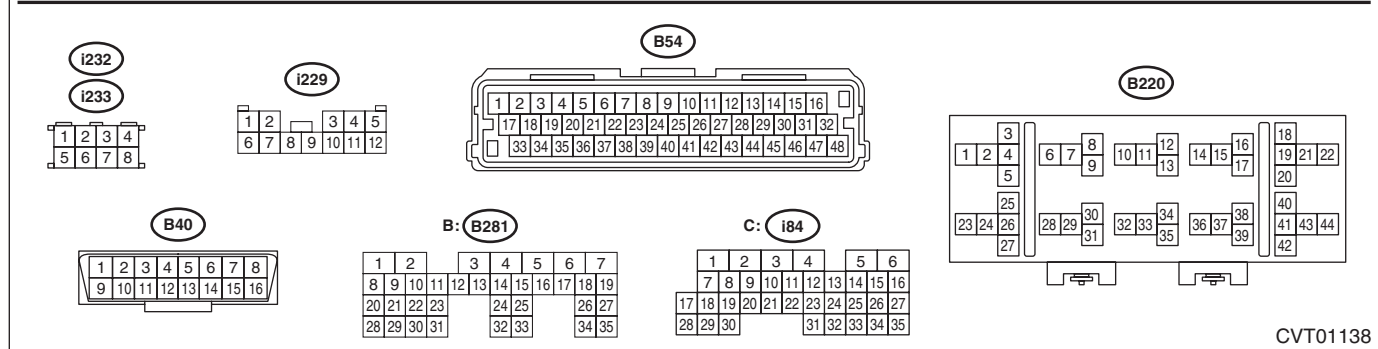 i232
i233
1 2 3 4
5 6 7 8
i229
1 2 3 4 5
6 7 8 9 10 11 12
B54
1 2 3 4 5 6 7 8 9 10 11 12 13 14 15 16
17 18 19 20 21 22 23 24 25 26 27 28 29 30 31 32
33 34 35 36 37 38 39 40 41 42 43 44 45 46 47 48
B220
3 8 12 16 18
1 2 4 6 7 10 11 14 15 19 21 22
5 9 13 17 20
25 30 34 38 40
23 24 26 28 29 32 33 36 37 41 43 44
27 31 35 39 42
B40
1 2 3 4 5 6 7 8
9 10 11 12 13 14 15 16
B: B281
1 2 3 4 5 6 7
8 9 10 11 12 13 14 15 16 17 18 19
20 21 22 23 24 25 26 27
28 29 30 31 32 33 34 35
C: i84
1 2 3 4 5 6
7 8 9 10 11 12 13 14 15 16
17 18 19 20 21 22 23 24 25 26 27
28 29 30 31 32 33 34 35
CVT01138